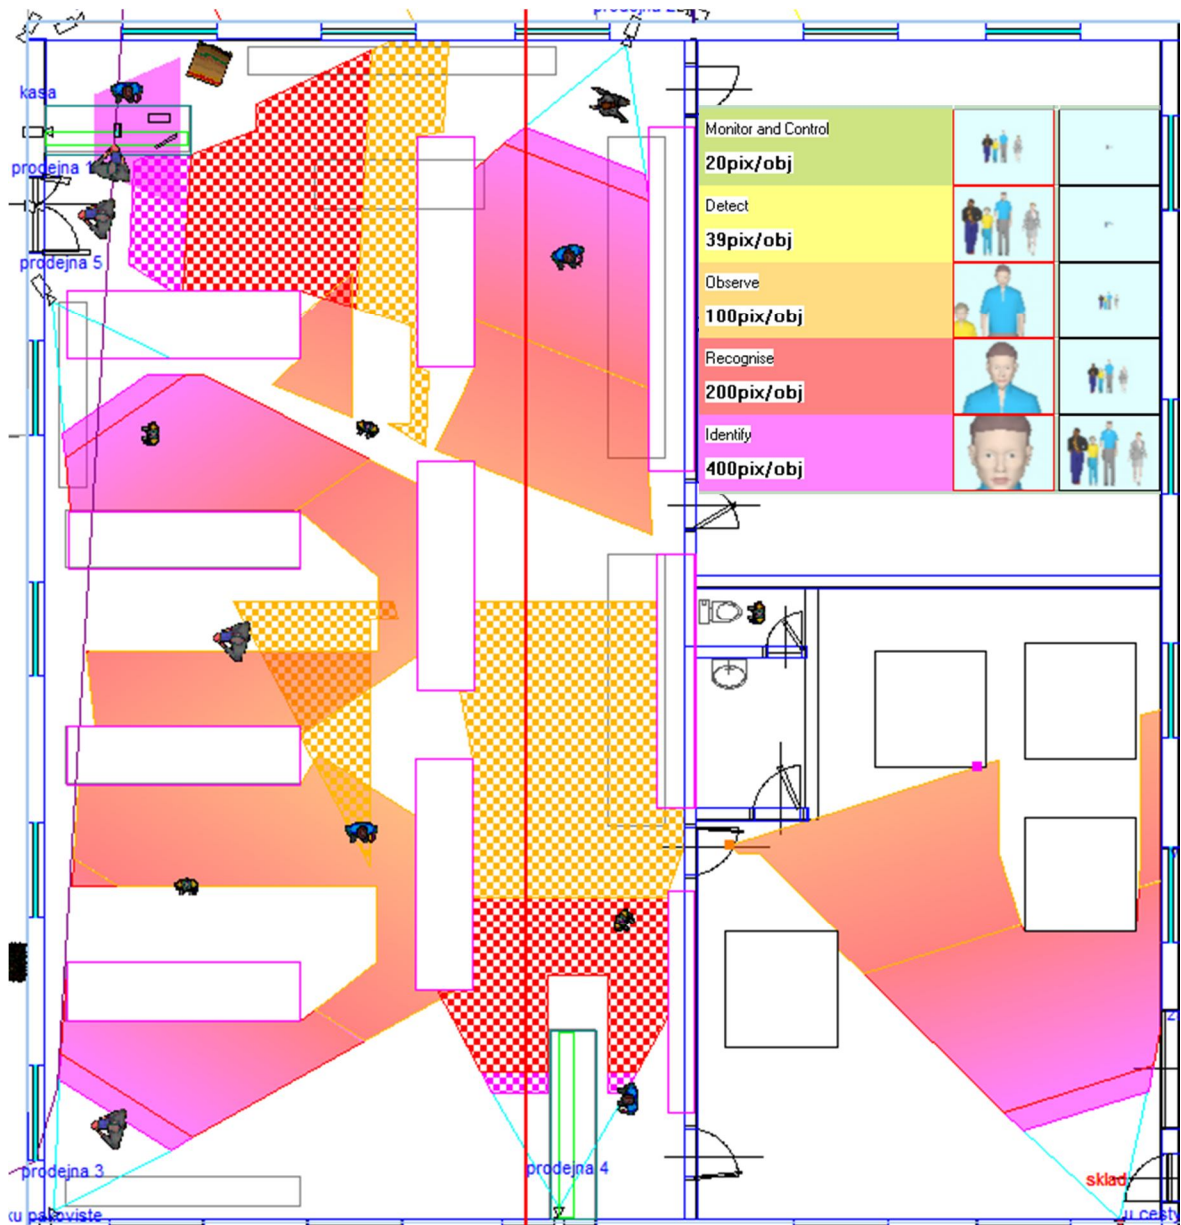 kasa
prodejna 1
prodejna 5
Monitor and Control
20pix/obj
Detect
39pix/obj
Observe
100pix/obj
Recognise
200pix/obj
Identify
400pix/obj
prodejna 3
prodejna 4
sklad
u cesty